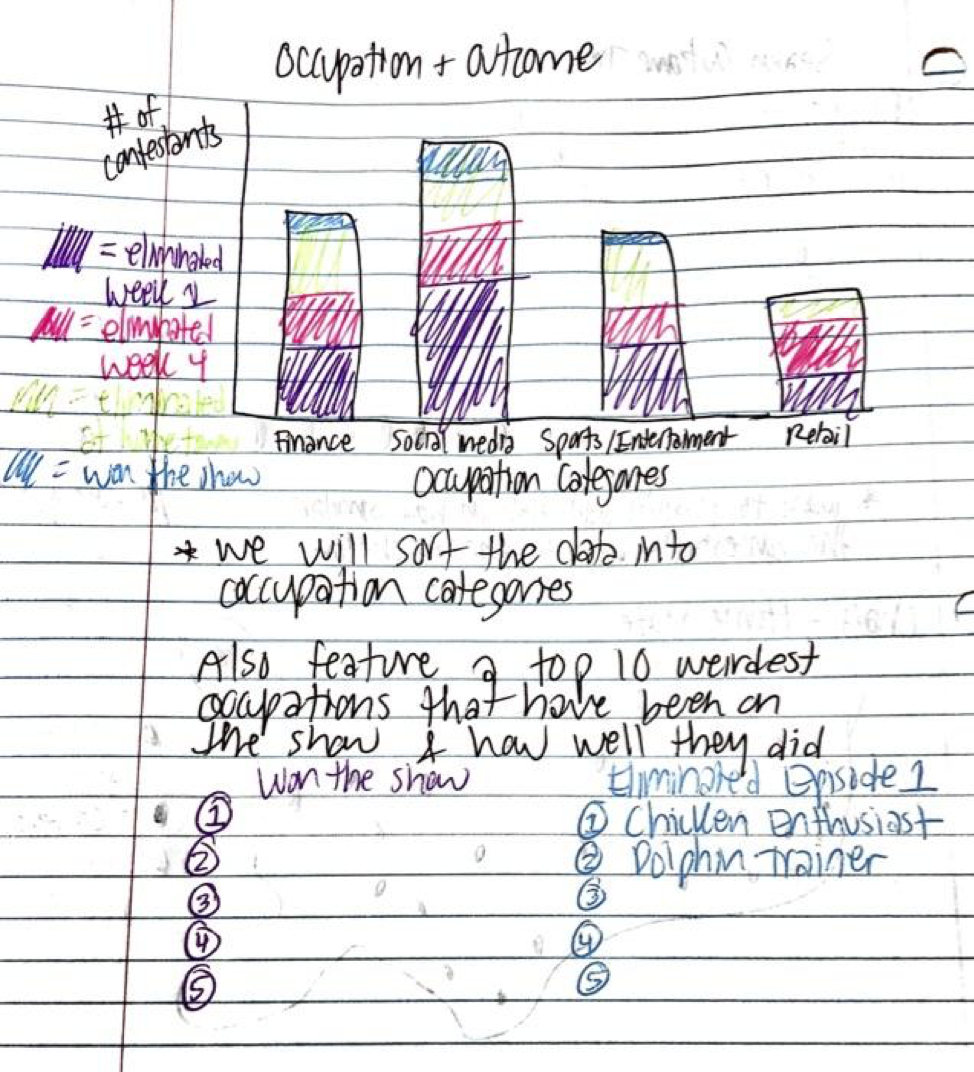 Occupation + Outcome
# of
contestants
= eliminated
week 1
= eliminated
week 4
= eliminated
at hometown
= won the show
Finance Social media Sports/Entertainment Retail
Occupation Categories
* we will sort the data into
occupation categories
Also feature a top 10 weirdest
occupations that have been on
the show & how well they did
Won the show Eliminated Episode 1
① ① Chicken Enthusiast
② ② Dolphin trainer
③ ③
④ ④
⑤ ⑤